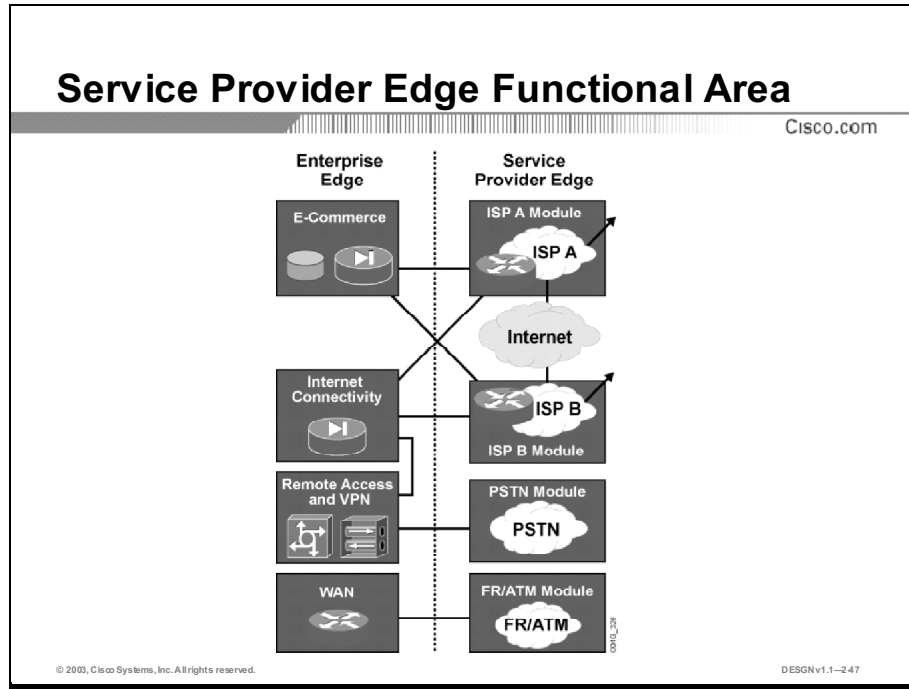 Service Provider Edge Functional Area
Cisco.com
Enterprise
Edge
Service
Provider Edge
E-Commerce
ISP A Module
ISP A
Internet
Internet
Connectivity
ISP B
ISP B Module
Remote Access
and VPN
PSTN Module
PSTN
WAN
FR/ATM Module
FR/ATM
© 2003, Cisco Systems, Inc. All rights reserved.
DESGN v1.1—2-47